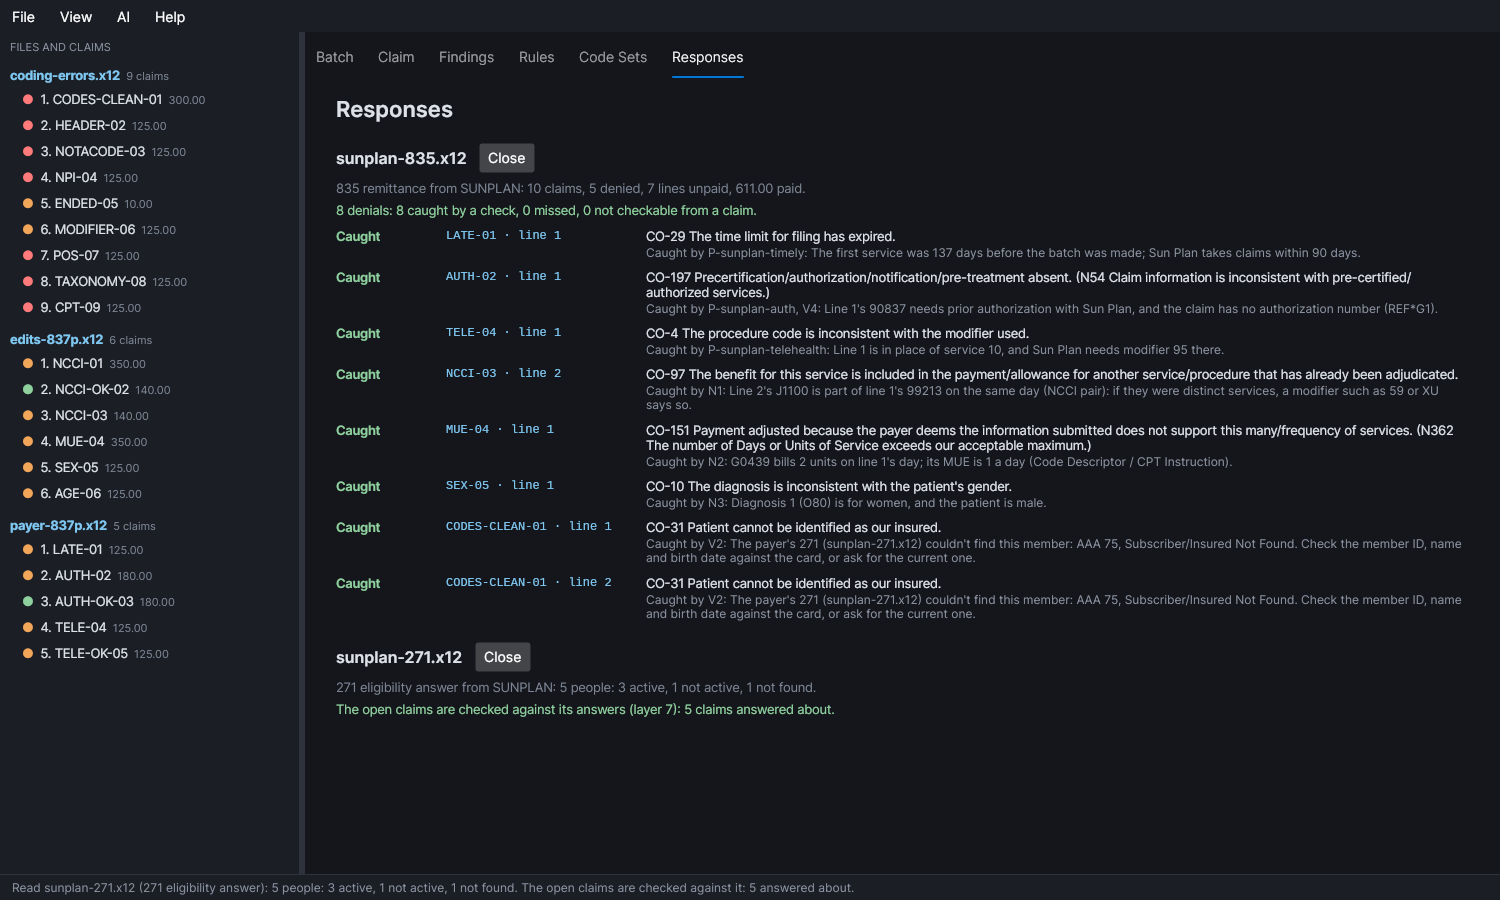 File View AI Help
FILES AND CLAIMS
coding-errors.x12 9 claims
1. CODES-CLEAN-01 300.00
2. HEADER-02 125.00
3. NOTACODE-03 125.00
4. NPI-04 125.00
5. ENDED-05 10.00
6. MODIFIER-06 125.00
7. POS-07 125.00
8. TAXONOMY-08 125.00
9. CPT-09 125.00
edits-837p.x12 6 claims
1. NCCI-01 350.00
2. NCCI-OK-02 140.00
3. NCCI-03 140.00
4. MUE-04 350.00
5. SEX-05 125.00
6. AGE-06 125.00
payer-837p.x12 5 claims
1. LATE-01 125.00
2. AUTH-02 180.00
3. AUTH-OK-03 180.00
4. TELE-04 125.00
5. TELE-OK-05 125.00
Batch Claim Findings Rules Code Sets Responses
Responses
sunplan-835.x12 Close
835 remittance from SUNPLAN: 10 claims, 5 denied, 7 lines unpaid, 611.00 paid.
8 denials: 8 caught by a check, 0 missed, 0 not checkable from a claim.
Caught LATE-01 · line 1 CO-29 The time limit for filing has expired.
Caught by P-sunplan-timely: The first service was 137 days before the batch was made; Sun Plan takes claims within 90 days.
Caught AUTH-02 · line 1 CO-197 Precertification/authorization/notification/pre-treatment absent. (N54 Claim information is inconsistent with pre-certified/
authorized services.)
Caught by P-sunplan-auth, V4: Line 1's 90837 needs prior authorization with Sun Plan, and the claim has no authorization number (REF*G1).
Caught TELE-04 · line 1 CO-4 The procedure code is inconsistent with the modifier used.
Caught by P-sunplan-telehealth: Line 1 is in place of service 10, and Sun Plan needs modifier 95 there.
Caught NCCI-03 · line 2 CO-97 The benefit for this service is included in the payment/allowance for another service/procedure that has already been adjudicated.
Caught by N1: Line 2's J1100 is part of line 1's 99213 on the same day (NCCI pair): if they were distinct services, a modifier such as 59 or XU
says so.
Caught MUE-04 · line 1 CO-151 Payment adjusted because the payer deems the information submitted does not support this many/frequency of services. (N362
The number of Days or Units of Service exceeds our acceptable maximum.)
Caught by N2: G0439 bills 2 units on line 1's day; its MUE is 1 a day (Code Descriptor / CPT Instruction).
Caught SEX-05 · line 1 CO-10 The diagnosis is inconsistent with the patient's gender.
Caught by N3: Diagnosis 1 (O80) is for women, and the patient is male.
Caught CODES-CLEAN-01 · line 1 CO-31 Patient cannot be identified as our insured.
Caught by V2: The payer's 271 (sunplan-271.x12) couldn't find this member: AAA 75, Subscriber/Insured Not Found. Check the member ID, name
and birth date against the card, or ask for the current one.
Caught CODES-CLEAN-01 · line 2 CO-31 Patient cannot be identified as our insured.
Caught by V2: The payer's 271 (sunplan-271.x12) couldn't find this member: AAA 75, Subscriber/Insured Not Found. Check the member ID, name
and birth date against the card, or ask for the current one.
sunplan-271.x12 Close
271 eligibility answer from SUNPLAN: 5 people: 3 active, 1 not active, 1 not found.
The open claims are checked against its answers (layer 7): 5 claims answered about.
Read sunplan-271.x12 (271 eligibility answer): 5 people: 3 active, 1 not active, 1 not found. The open claims are checked against it: 5 answered about.